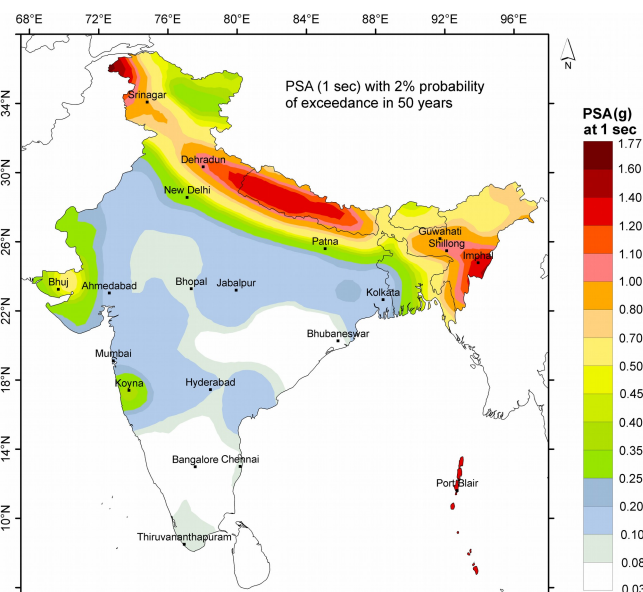 68°E 72°E 76°E 80°E 84°E 88°E 92°E 96°E
N
PSA (1 sec) with 2% probability
of exceedance in 50 years
PSA(g)
at 1 sec
34°N
30°N
26°N
22°N
18°N
14°N
10°N
Srinagar
Dehradun
New Delhi
Patna
Guwahati
Shillong
Imphal
Bhuj
Ahmedabad
Bhopal
Jabalpur
Kolkata
Bhubaneswar
Mumbai
Koyna
Hyderabad
Bangalore
Chennai
Port Blair
Thiruvananthapuram
1.77
1.60
1.40
1.20
1.10
1.00
0.80
0.70
0.50
0.45
0.40
0.35
0.25
0.20
0.10
0.08
0.03